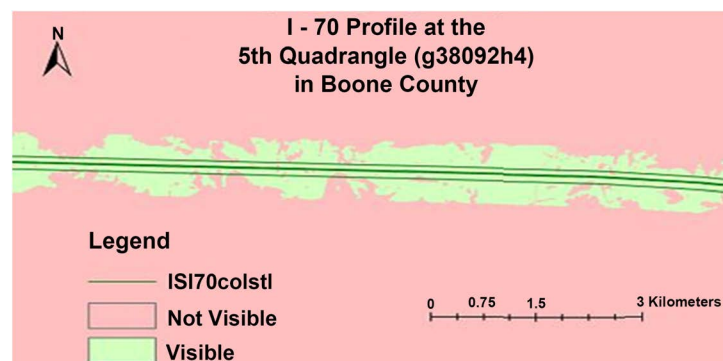 N
I - 70 Profile at the
5th Quadrangle (g38092h4)
in Boone County
Legend
ISI70colstl
Not Visible
Visible
0 0.75 1.5 3 Kilometers